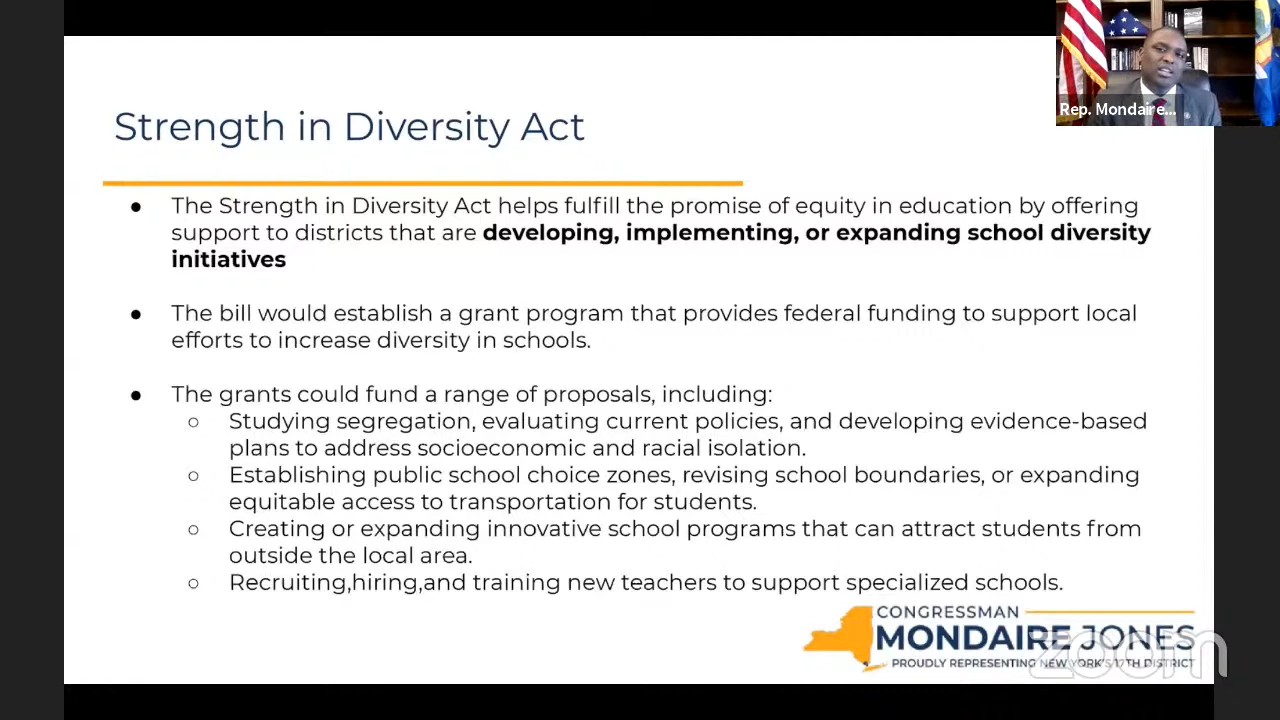 Rep. Mondaire...
Strength in Diversity Act
● The Strength in Diversity Act helps fulfill the promise of equity in education by offering
support to districts that are developing, implementing, or expanding school diversity
initiatives
● The bill would establish a grant program that provides federal funding to support local
efforts to increase diversity in schools.
● The grants could fund a range of proposals, including:
○ Studying segregation, evaluating current policies, and developing evidence-based
plans to address socioeconomic and racial isolation.
○ Establishing public school choice zones, revising school boundaries, or expanding
equitable access to transportation for students.
○ Creating or expanding innovative school programs that can attract students from
outside the local area.
○ Recruiting,hiring,and training new teachers to support specialized schools.
CONGRESSMAN
MONDAIRE JONES
PROUDLY REPRESENTING NEW YORK'S 17TH DISTRICT
zoom